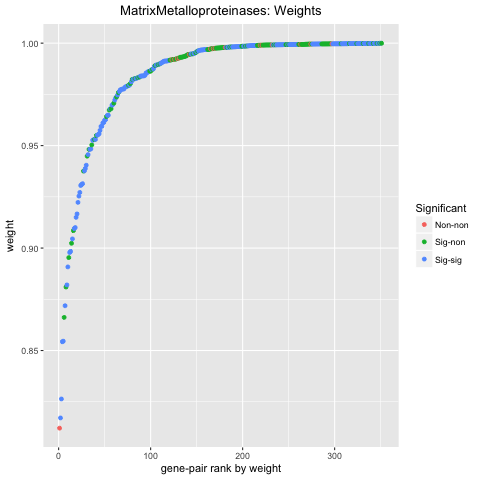 MatrixMetalloproteinases: Weights
1.00
0.95
0.90
0.85
weight
0
100
200
300
gene-pair rank by weight
Significant
Non-non
Sig-non
Sig-sig